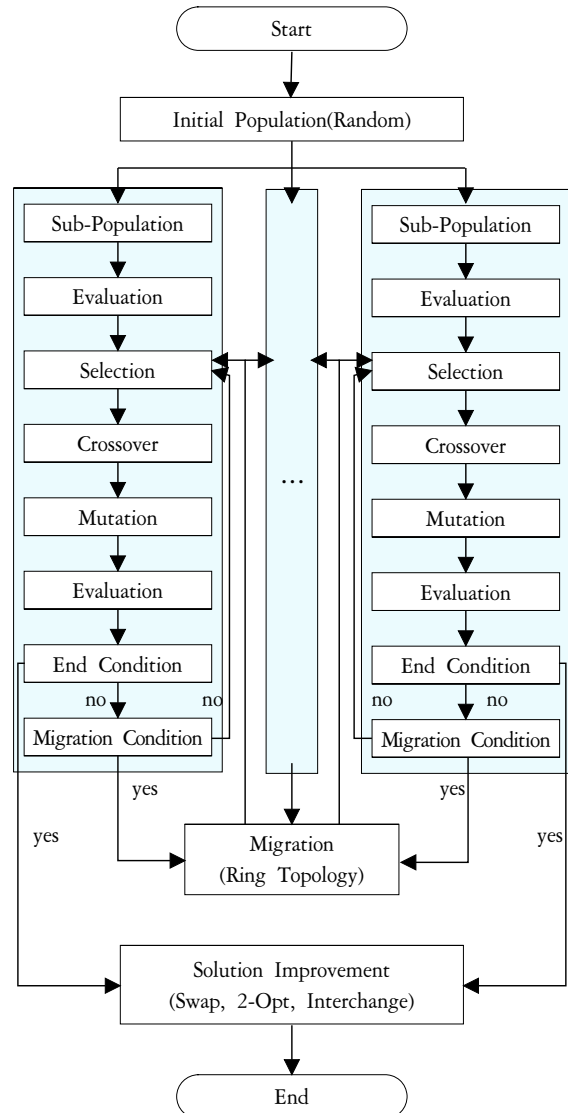 Start
Initial Population(Random)
Sub-Population
Evaluation
Selection
Crossover
Mutation
Evaluation
End Condition
no
no
Migration Condition
yes
yes
...
Sub-Population
Evaluation
Selection
Crossover
Mutation
Evaluation
End Condition
no
no
Migration Condition
yes
yes
Migration
(Ring Topology)
Solution Improvement
(Swap, 2-Opt, Interchange)
End